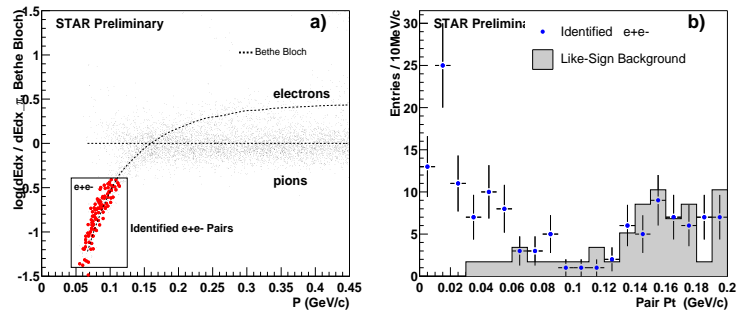 STAR Preliminary
a)
Bethe Bloch
electrons
pions
e+e-
Identified e+e- Pairs
log(dEdx / dEdx_π Bethe Bloch)
1.5
1
0.5
0
-0.5
-1
-1.5
0 0.05 0.1 0.15 0.2 0.25 0.3 0.35 0.4 0.45
P (GeV/c)
STAR Prelimina
b)
Identified e+e-
Like-Sign Background
Entries / 10MeV/c
30
25
20
15
10
5
0
0 0.02 0.04 0.06 0.08 0.1 0.12 0.14 0.16 0.18 0.2
Pair Pt (GeV/c)